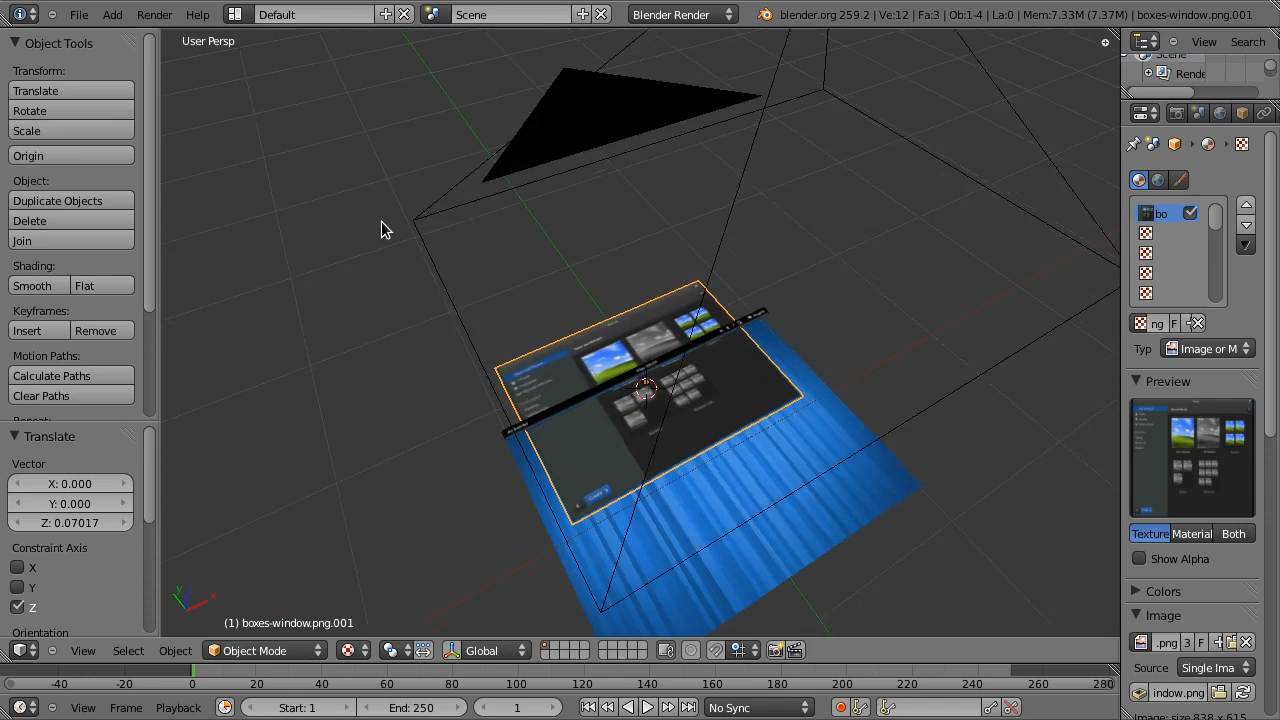 File Add Render Help Default Scene Blender Render blender.org 259.2 | Ve:12 | Fa:3 | Ob:1-4 | La:0 | Mem:7.33M (7.37M) | boxes-window.png.001
Object Tools
Transform:
Translate
Rotate
Scale
Origin
Object:
Duplicate Objects
Delete
Join
Shading:
Smooth Flat
Keyframes:
Insert Remove
Motion Paths:
Calculate Paths
Clear Paths
Translate
Vector
X: 0.000
Y: 0.000
Z: 0.07017
Constraint Axis
X
Y
Z
Orientation
User Persp
y x
(1) boxes-window.png.001
View Search
Scene
Rende
bo
ng F
Typ Image or M
Preview
Texture Material Both
Show Alpha
Colors
Image
.png 3 F
Source Single Ima
indow.png
Image: size 838 x 615
View Select Object Object Mode Global
-40 -20 0 20 40 60 80 100 120 140 160 180 200 220 240 260 280
View Frame Playback Start: 1 End: 250 1 No Sync